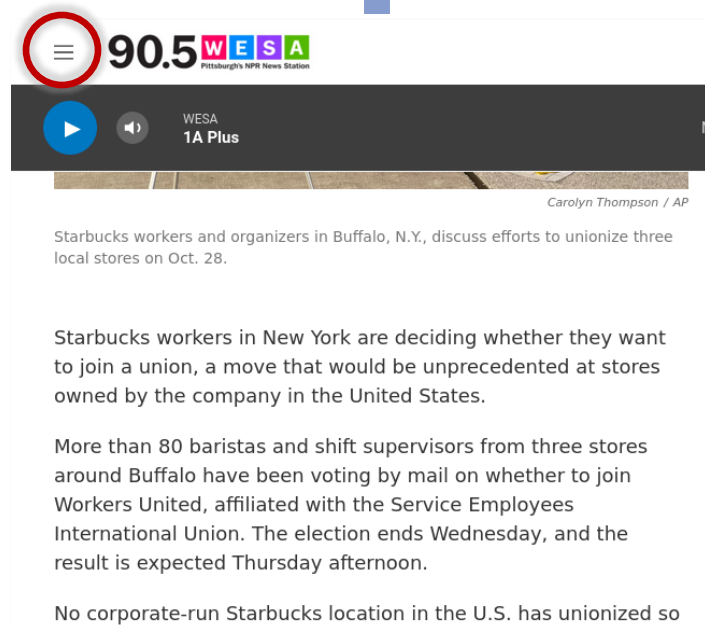 90.5 WESA
Pittsburgh's NPR News Station
WESA
1A Plus
Carolyn Thompson / AP
Starbucks workers and organizers in Buffalo, N.Y., discuss efforts to unionize three
local stores on Oct. 28.
Starbucks workers in New York are deciding whether they want
to join a union, a move that would be unprecedented at stores
owned by the company in the United States.
More than 80 baristas and shift supervisors from three stores
around Buffalo have been voting by mail on whether to join
Workers United, affiliated with the Service Employees
International Union. The election ends Wednesday, and the
result is expected Thursday afternoon.
No corporate-run Starbucks location in the U.S. has unionized so